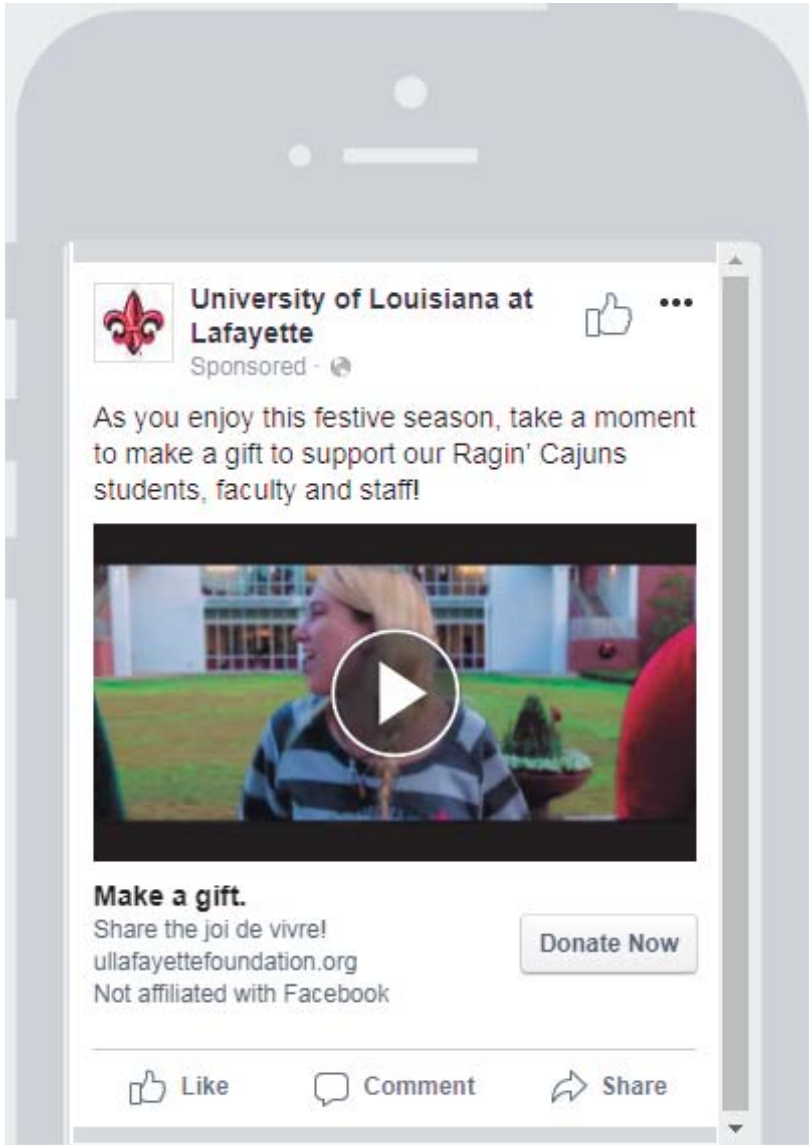 University of Louisiana at
Lafayette
Sponsored ·
As you enjoy this festive season, take a moment
to make a gift to support our Ragin' Cajuns
students, faculty and staff!
Make a gift.
Share the joi de vivre!
ullafayettefoundation.org
Not affiliated with Facebook
Donate Now
Like Comment Share